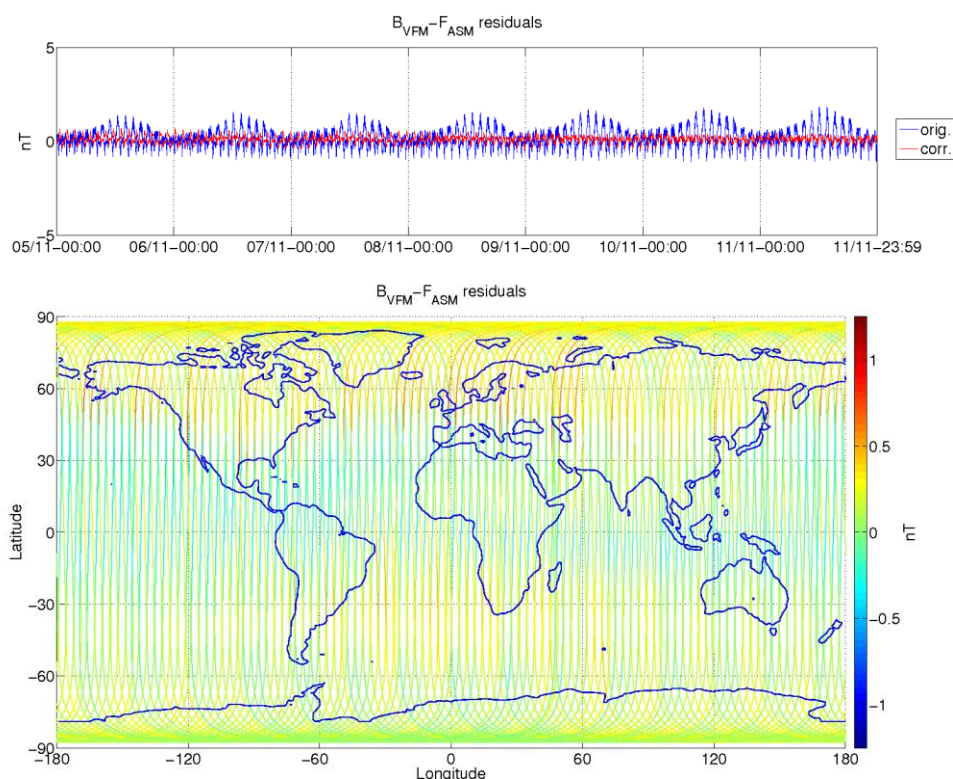 B_VFM−F_ASM residuals
5
0
−5
nT
05/11−00:00 06/11−00:00 07/11−00:00 08/11−00:00 09/11−00:00 10/11−00:00 11/11−00:00 11/11−23:59
orig.
corr.
B_VFM−F_ASM residuals
90
60
30
0
−30
−60
−90
Latitude
−180 −120 −60 0 60 120 180
Longitude
1
0.5
0
−0.5
−1
nT